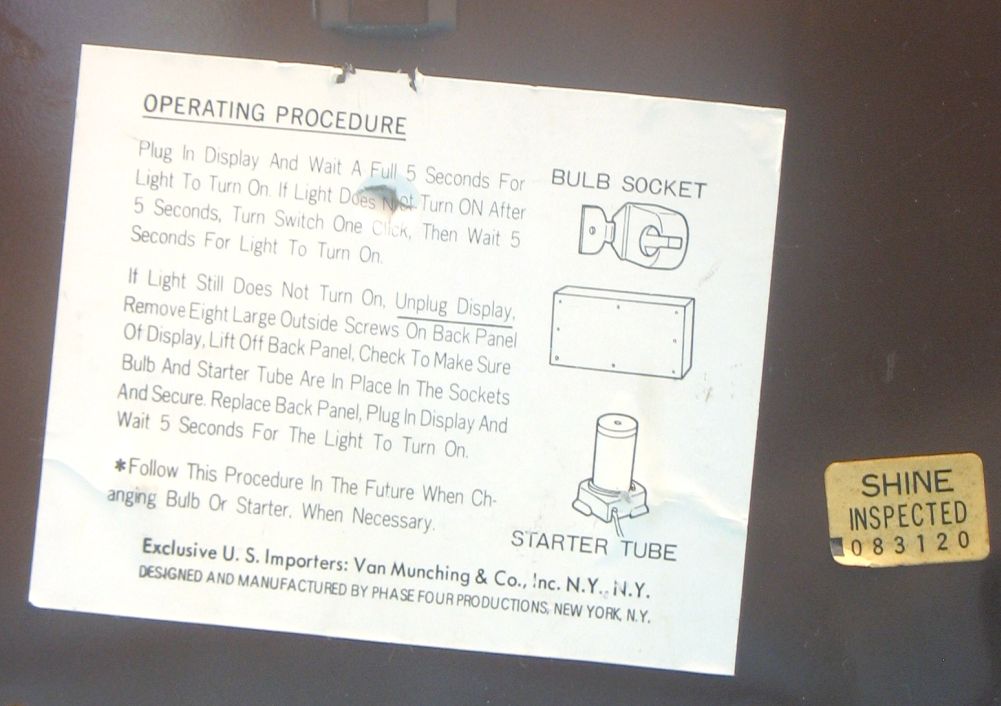 OPERATING PROCEDURE
Plug In Display And Wait A Full 5 Seconds For
Light To Turn On. If Light Does Not Turn ON After
5 Seconds, Turn Switch One Click, Then Wait 5
Seconds For Light To Turn On.
If Light Still Does Not Turn On, Unplug Display,
Remove Eight Large Outside Screws On Back Panel
Of Display, Lift Off Back Panel, Check To Make Sure
Bulb And Starter Tube Are In Place In The Sockets
And Secure. Replace Back Panel, Plug In Display And
Wait 5 Seconds For The Light To Turn On.
*Follow This Procedure In The Future When Ch-
anging Bulb Or Starter, When Necessary.
BULB SOCKET
STARTER TUBE
Exclusive U. S. Importers: Van Munching & Co., Inc. N.Y., N.Y.
DESIGNED AND MANUFACTURED BY PHASE FOUR PRODUCTIONS, NEW YORK, N.Y.
SHINE
INSPECTED
083120